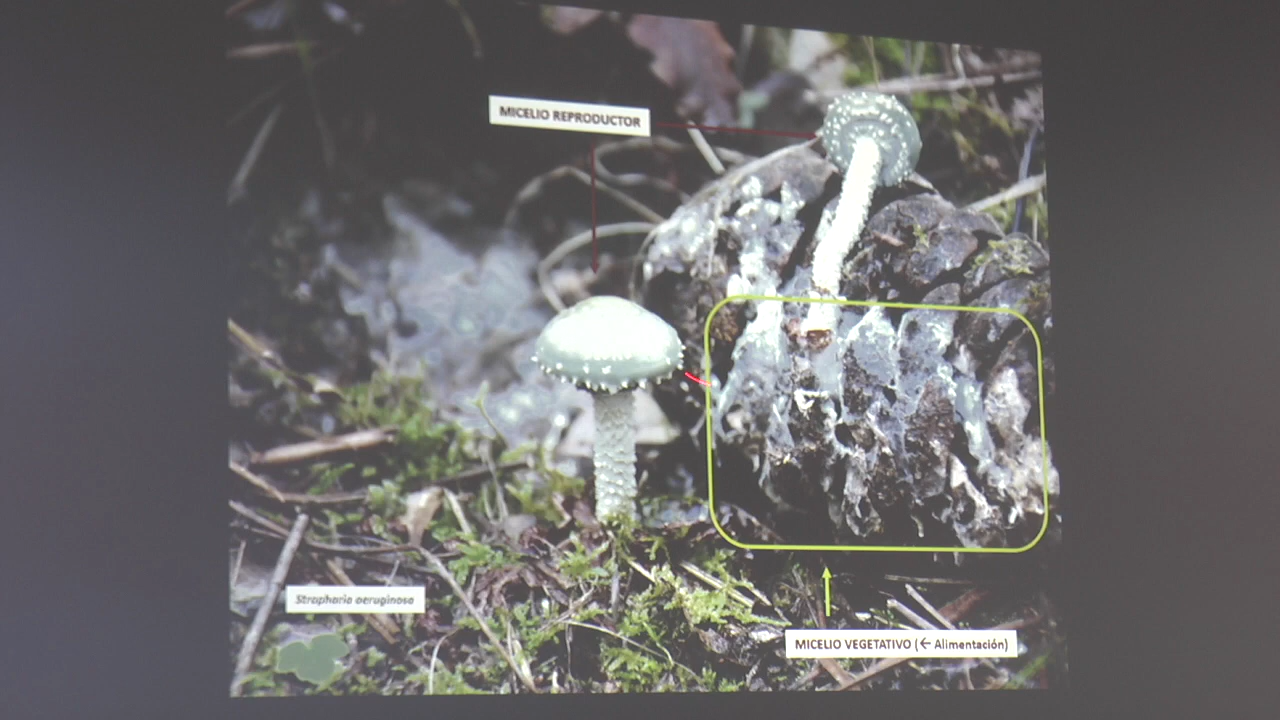 MICELIO REPRODUCTOR
Stropharia aeruginosa
MICELIO VEGETATIVO (← Alimentación)